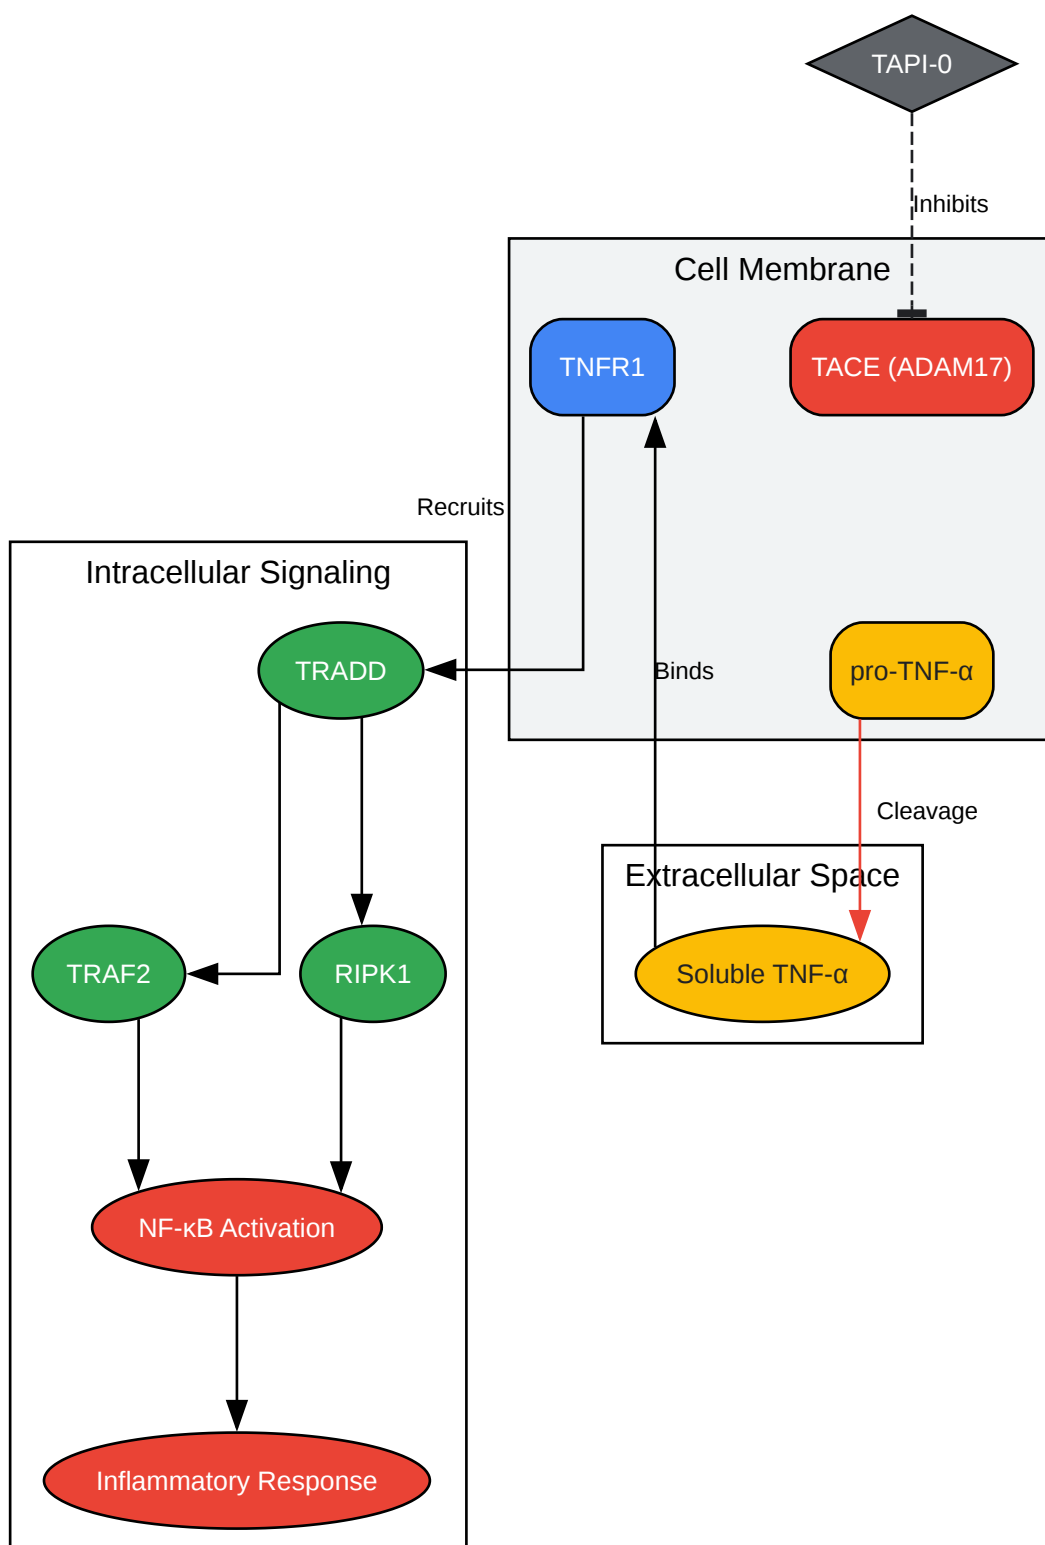 TAPI-0
Inhibits
Cell Membrane
TNFR1
TACE (ADAM17)
Recruits
Intracellular Signaling
TRADD
Binds
pro-TNF-α
Cleavage
Extracellular Space
TRAF2
RIPK1
Soluble TNF-α
NF-κB Activation
Inflammatory Response